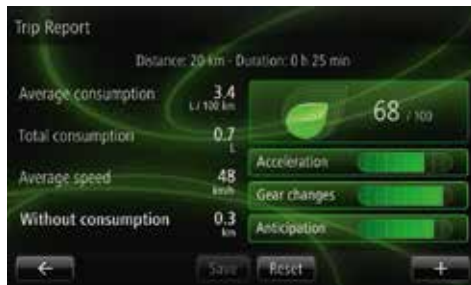 Trip Report
Distance: 20 km - Duration: 0 h 25 min
Average consumption 3.4 L / 100 km
Total consumption 0.7 L
Average speed 48 km/h
Without consumption 0.3 km
68 / 100
Acceleration
Gear changes
Anticipation
Save Reset +